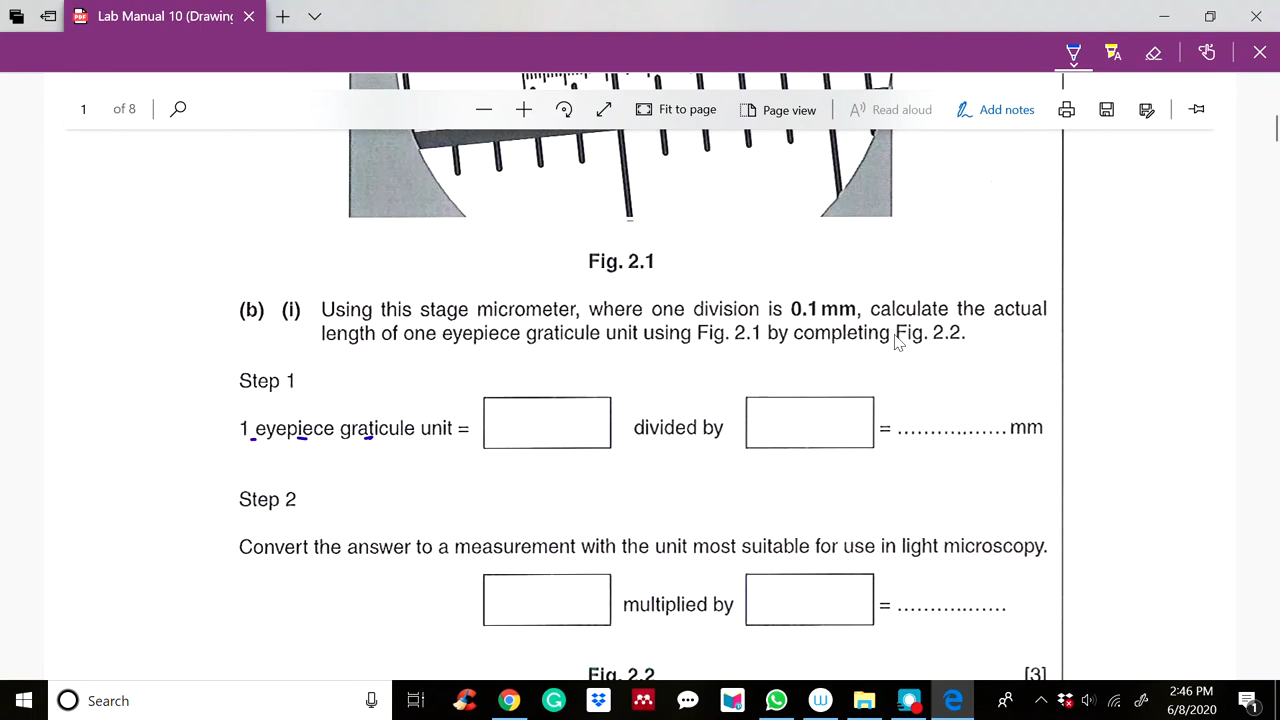 Lab Manual 10 (Drawing
1 of 8
Fit to page
Page view
Read aloud
Add notes
Fig. 2.1
(b) (i) Using this stage micrometer, where one division is 0.1 mm, calculate the actual
length of one eyepiece graticule unit using Fig. 2.1 by completing Fig. 2.2.
Step 1
1 eyepiece graticule unit = divided by = .................. mm
Step 2
Convert the answer to a measurement with the unit most suitable for use in light microscopy.
multiplied by = ..................
Fig. 2.2 [3]
Search
2:46 PM
6/8/2020